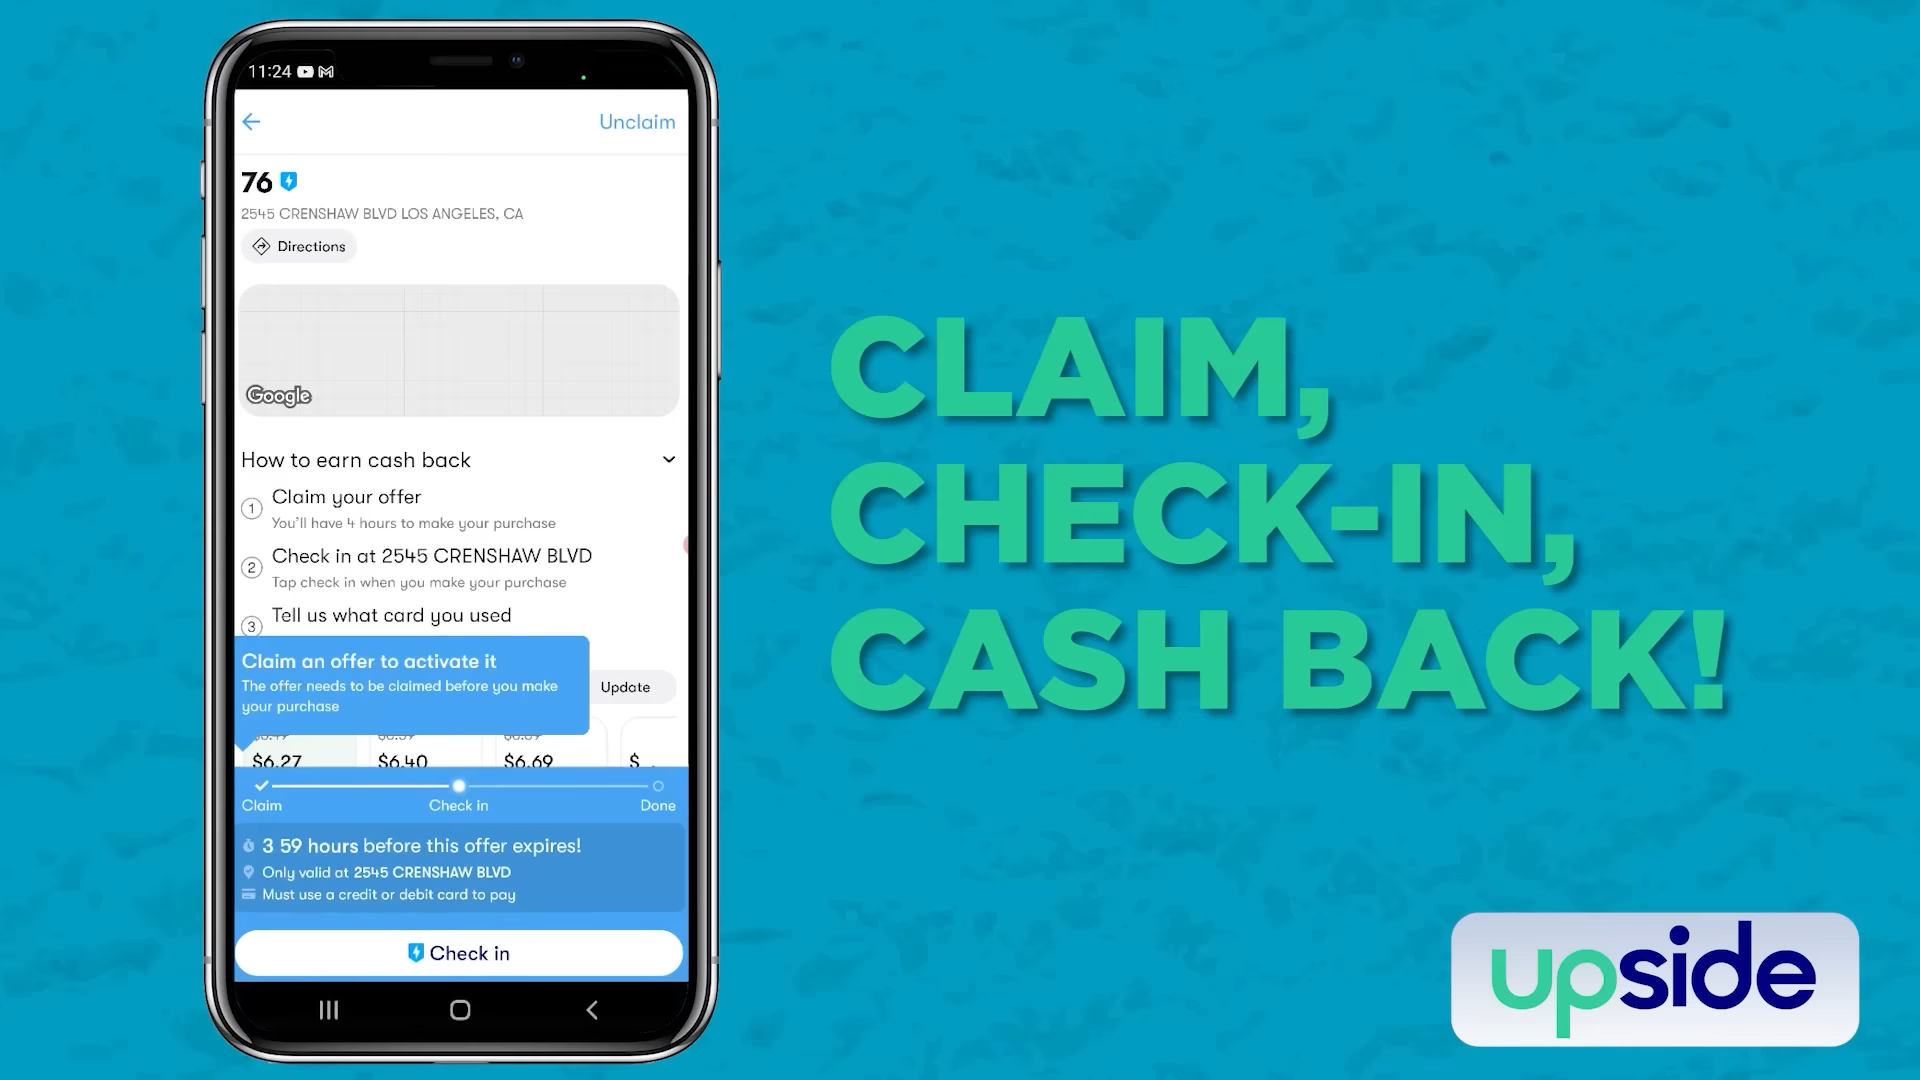 11:24
Unclaim
76
2545 CRENSHAW BLVD LOS ANGELES, CA
Directions
Google
How to earn cash back
1 Claim your offer
You'll have 4 hours to make your purchase
2 Check in at 2545 CRENSHAW BLVD
Tap check in when you make your purchase
3 Tell us what card you used
Claim an offer to activate it
The offer needs to be claimed before you make
your purchase
Update
$6.27 $6.40 $6.69 $
Claim Check in Done
3 59 hours before this offer expires!
Only valid at 2545 CRENSHAW BLVD
Must use a credit or debit card to pay
Check in
CLAIM,
CHECK-IN,
CASH BACK!
upside